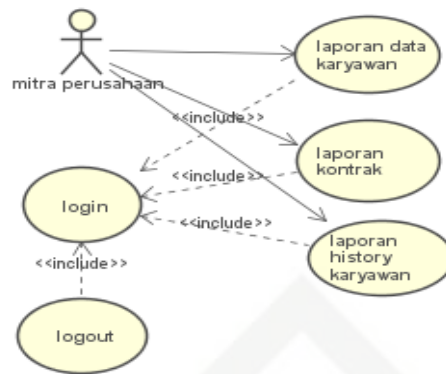 laporan data
karyawan
mitra perusahaan
<<include>>
laporan
kontrak
<<include>>
login
<<include>>
laporan
history
karyawan
<<include>>
logout